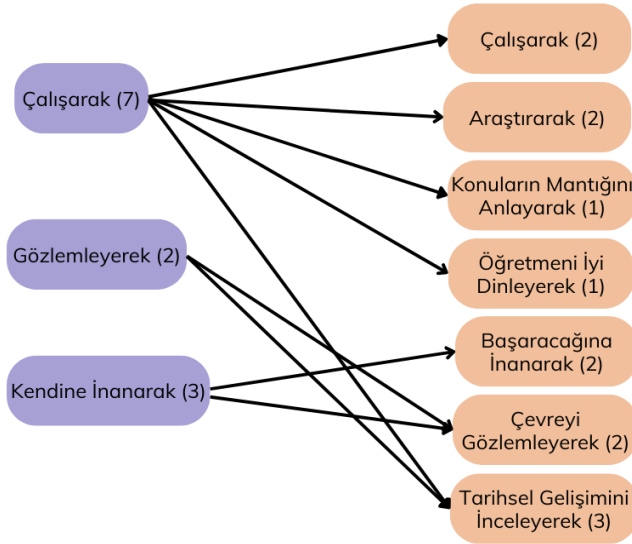 Çalışarak (7)
Gözlemleyerek (2)
Kendine İnanarak (3)
Çalışarak (2)
Araştırarak (2)
Konuların Mantığını
Anlayarak (1)
Öğretmeni İyi
Dinleyerek (1)
Başaracağına
İnanarak (2)
Çevreyi
Gözlemleyerek (2)
Tarihsel Gelişimini
İnceleyerek (3)